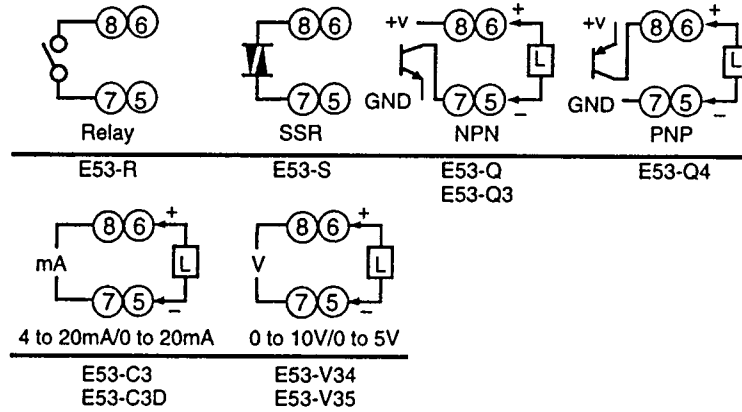 8 6 8 6 +V 8 6 + +V 8 6 +
L L
7 5 7 5 GND 7 5 − GND 7 5 −
Relay SSR NPN PNP
E53-R E53-S E53-Q E53-Q4
E53-Q3
8 6 + 8 6 +
mA L V L
7 5 − 7 5 −
4 to 20mA/0 to 20mA 0 to 10V/0 to 5V
E53-C3 E53-V34
E53-C3D E53-V35